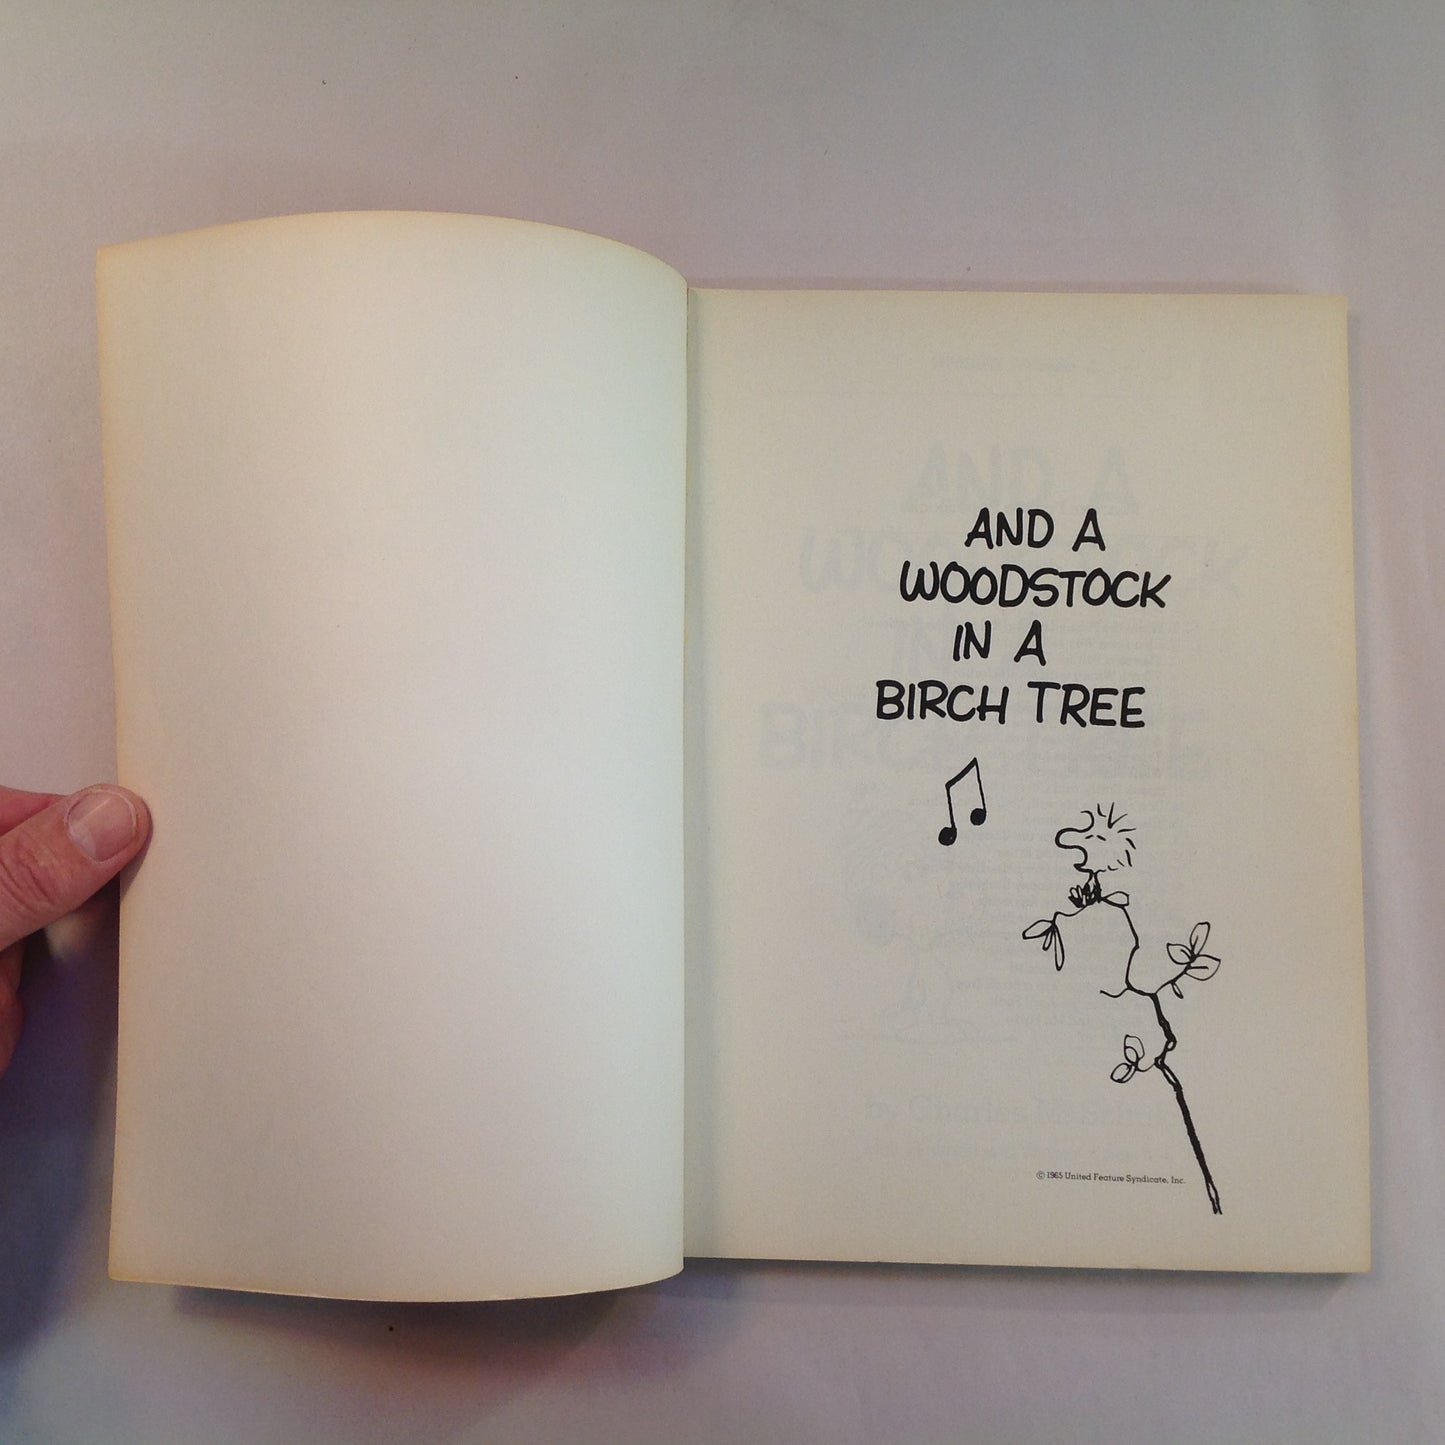 AND A
WOODSTOCK
IN A
BIRCH TREE
© 1965 United Feature Syndicate, Inc.